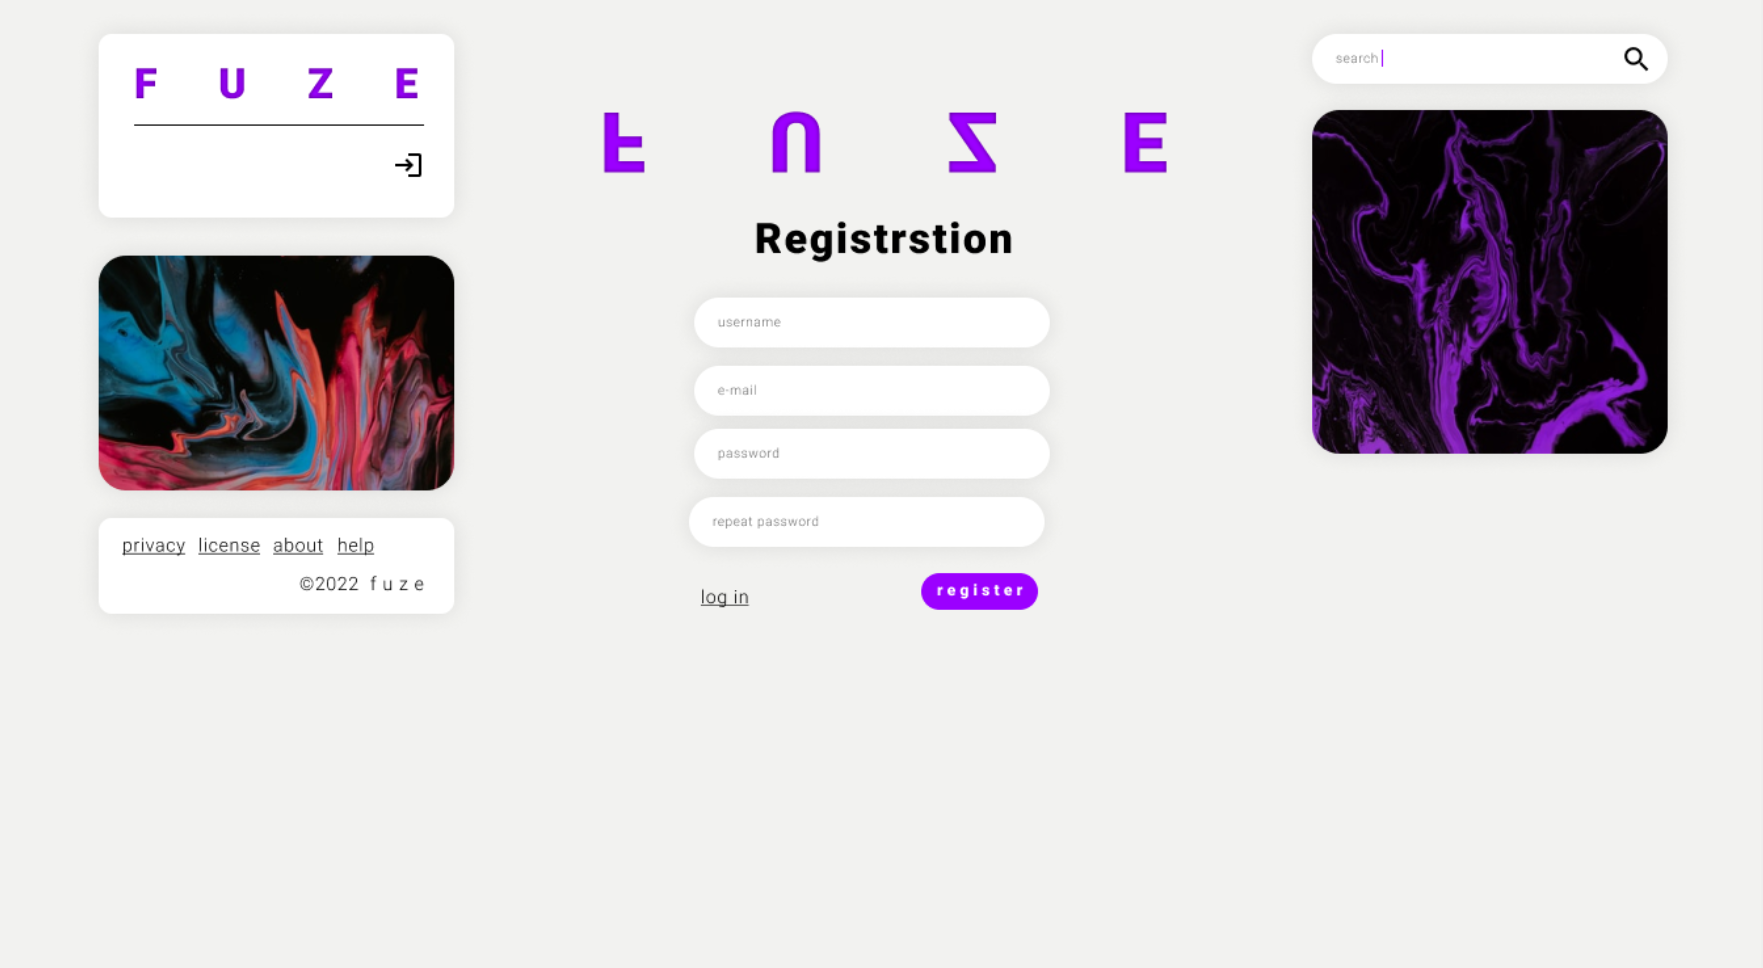 F U Z E
privacy license about help
©2022 f u z e
F U Z E
Registrstion
username
e-mail
password
repeat password
log in
register
search